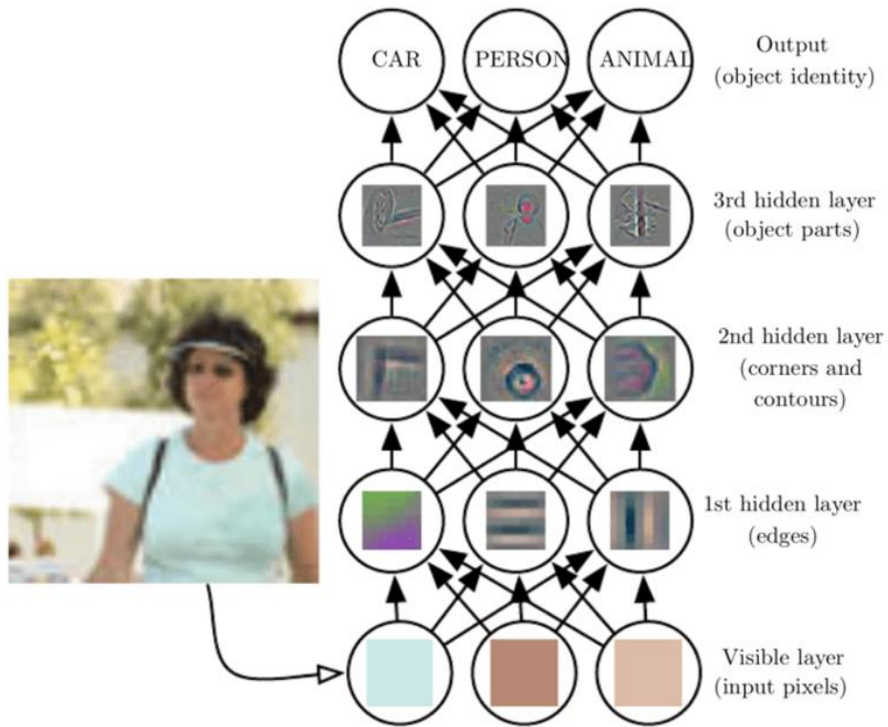 CAR PERSON ANIMAL
Output
(object identity)
3rd hidden layer
(object parts)
2nd hidden layer
(corners and
contours)
1st hidden layer
(edges)
Visible layer
(input pixels)